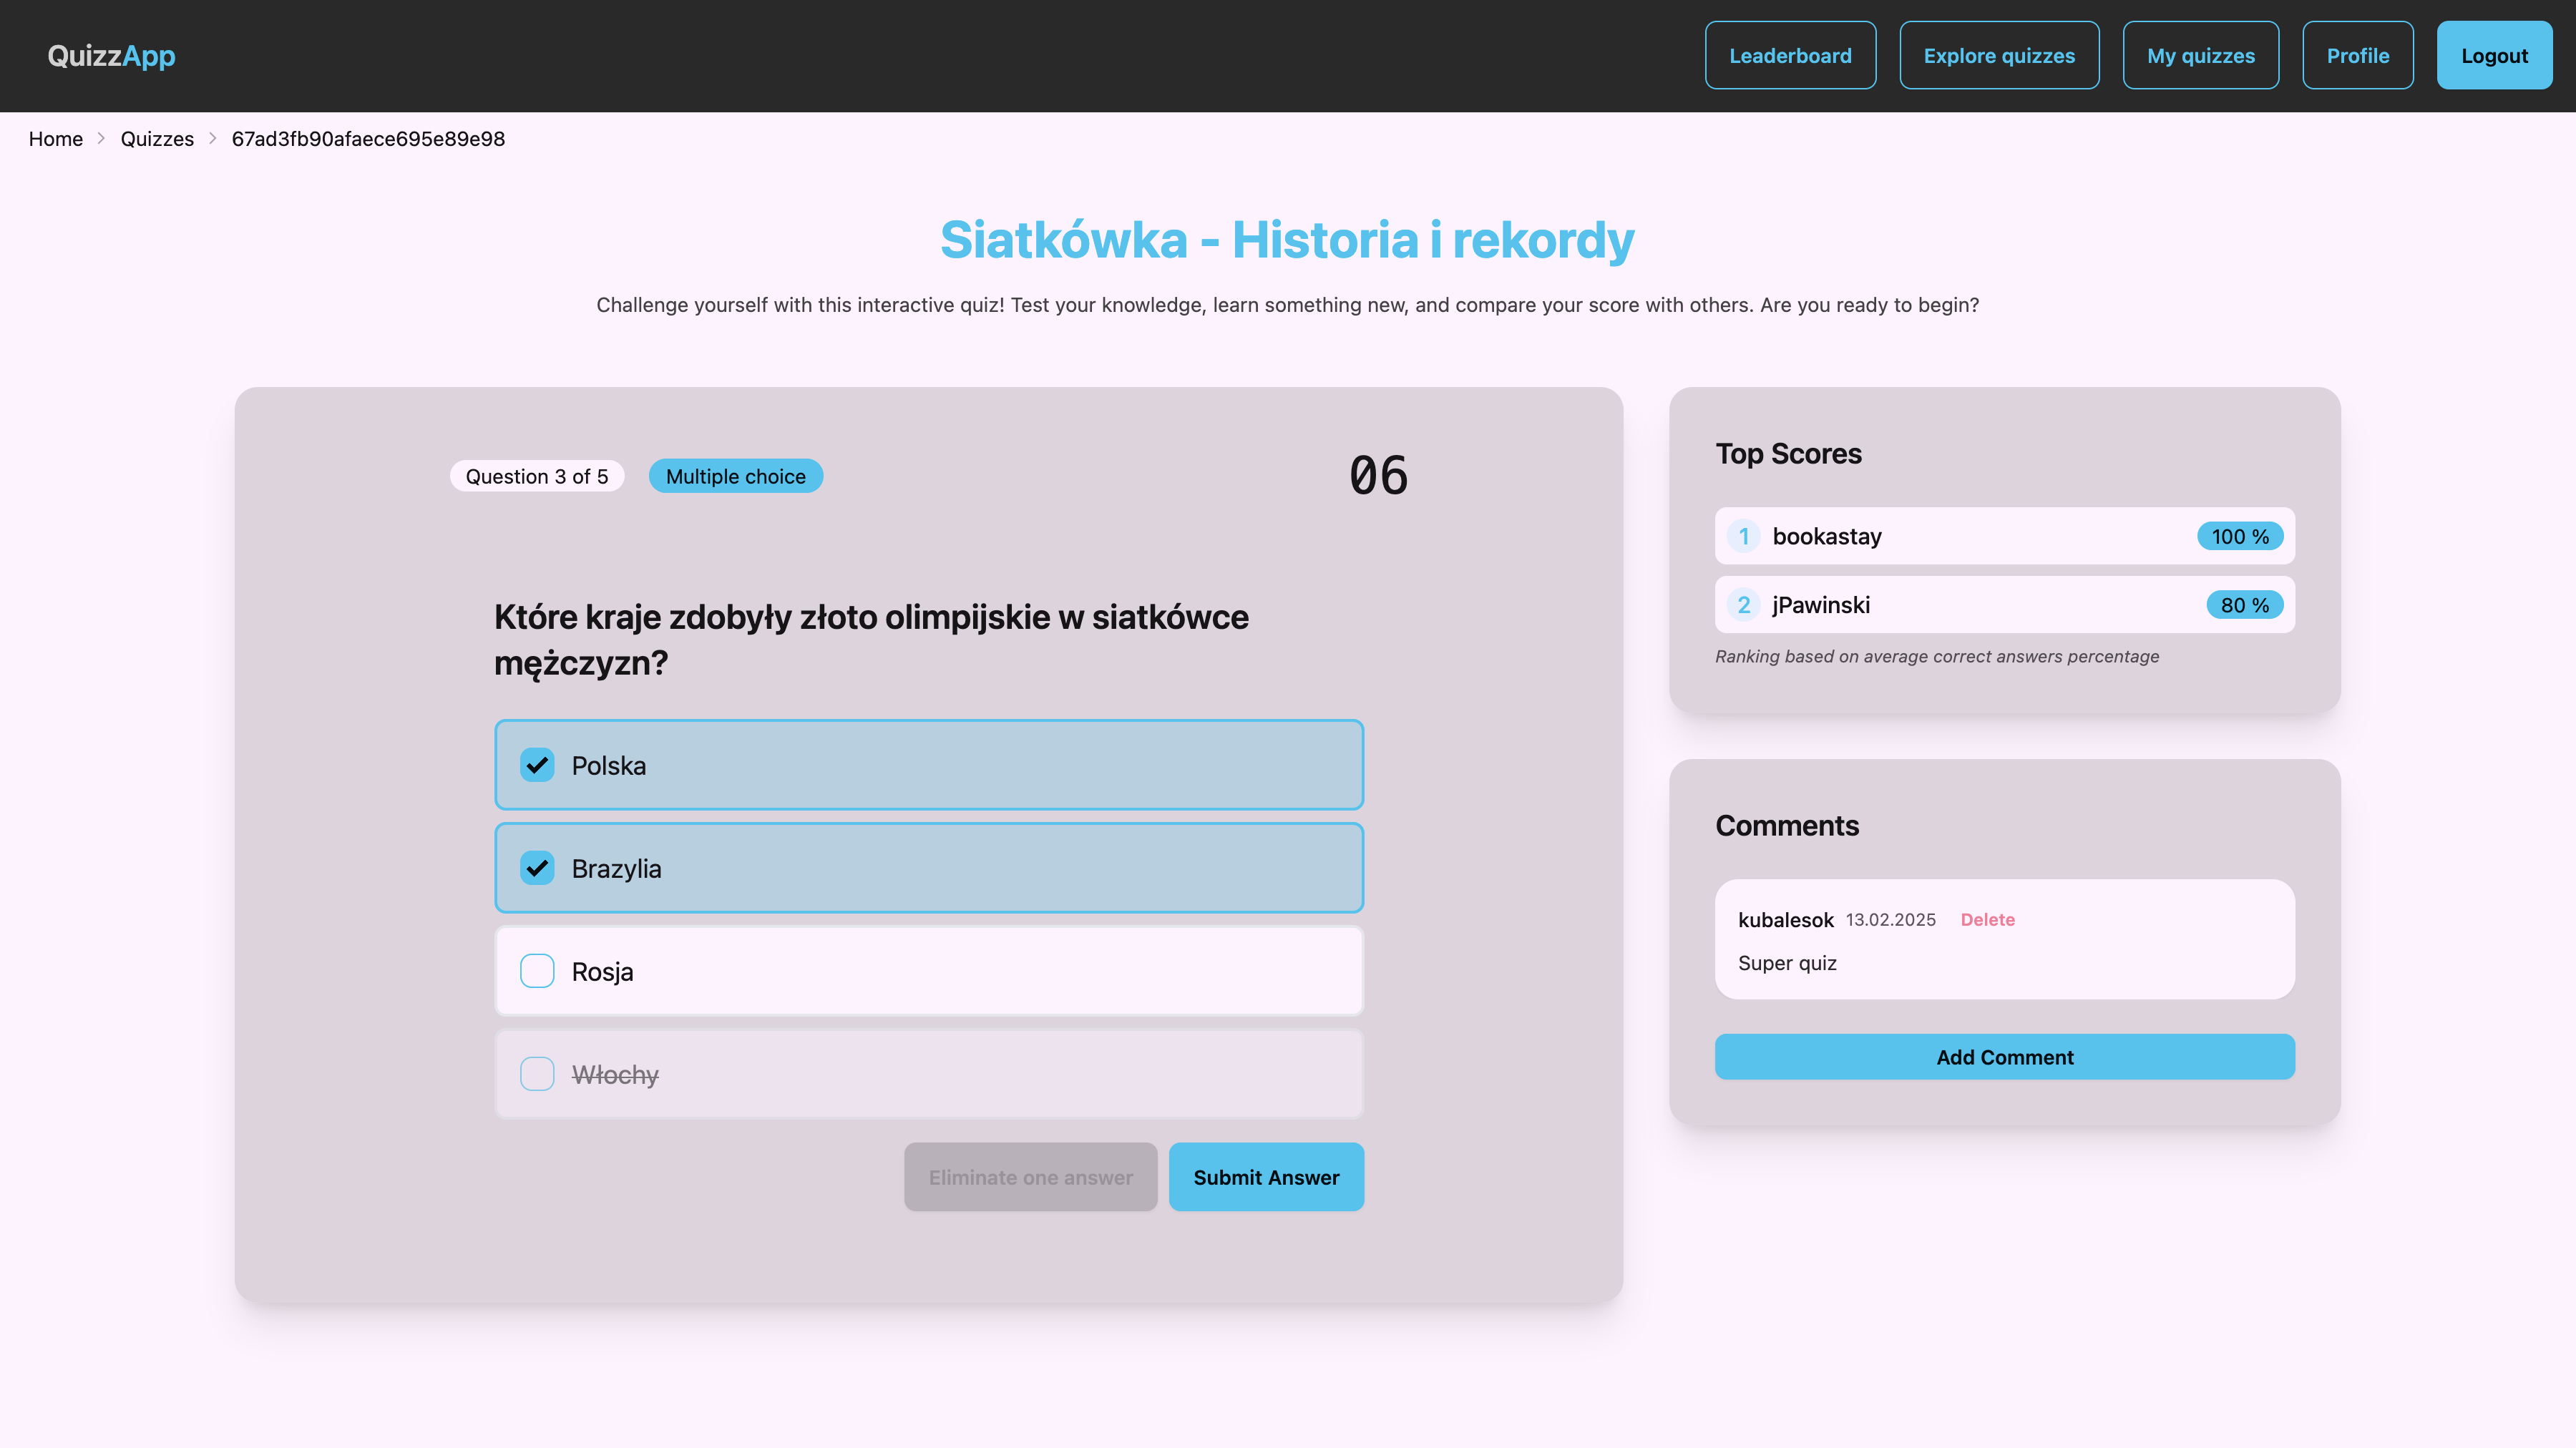 QuizzApp
Leaderboard
Explore quizzes
My quizzes
Profile
Logout
Home
Quizzes
67ad3fb90afaece695e89e98
Siatkówka - Historia i rekordy
Challenge yourself with this interactive quiz! Test your knowledge, learn something new, and compare your score with others. Are you ready to begin?
Question 3 of 5
Multiple choice
06
Które kraje zdobyły złoto olimpijskie w siatkówce
mężczyzn?
Polska
Brazylia
Rosja
Włochy
Eliminate one answer
Submit Answer
Top Scores
1 bookastay 100 %
2 jPawinski 80 %
Ranking based on average correct answers percentage
Comments
kubalesok 13.02.2025 Delete
Super quiz
Add Comment